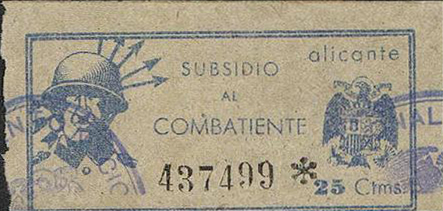 SUBSIDIO
AL
COMBATIENTE
alicante
437499 *
25 Ctms